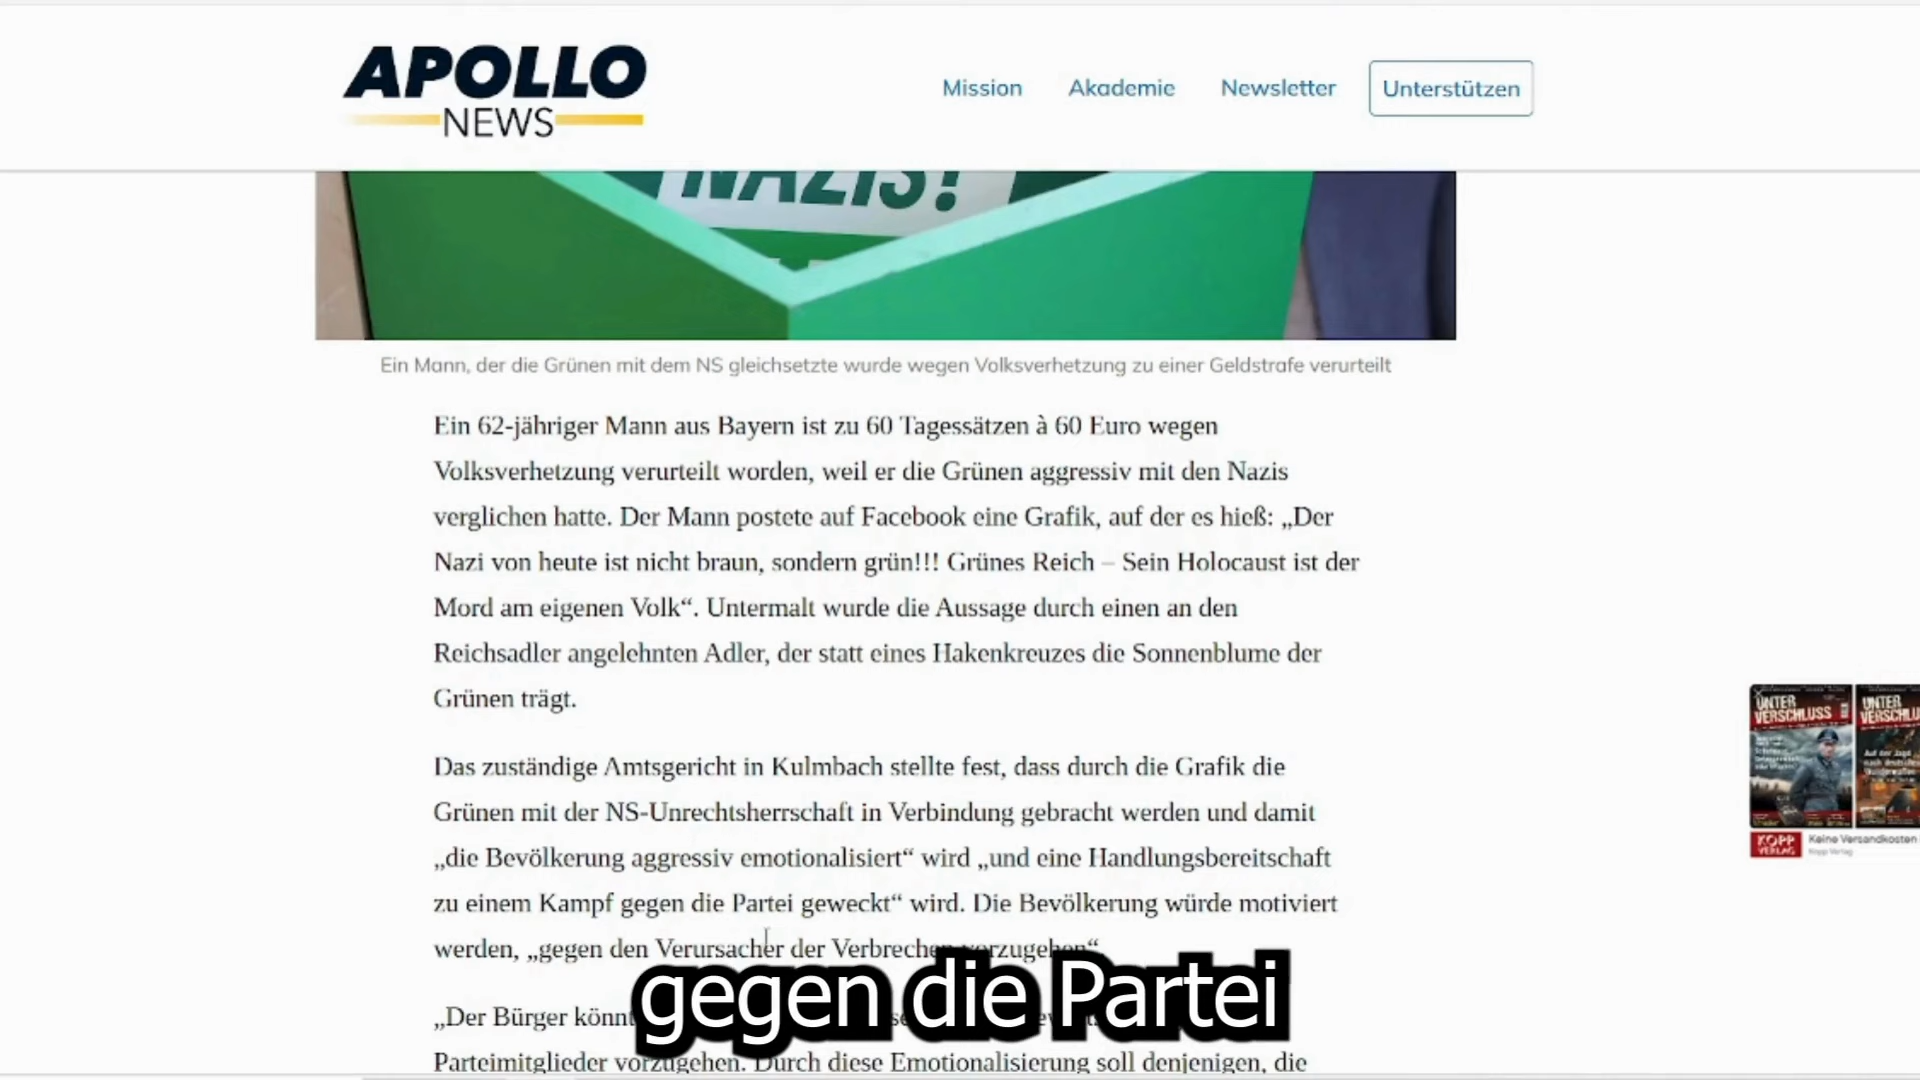 APOLLO
NEWS
Mission
Akademie
Newsletter
Unterstützen
NAZIS!
Ein Mann, der die Grünen mit dem NS gleichsetzte wurde wegen Volksverhetzung zu einer Geldstrafe verurteilt
Ein 62-jähriger Mann aus Bayern ist zu 60 Tagessätzen à 60 Euro wegen
Volksverhetzung verurteilt worden, weil er die Grünen aggressiv mit den Nazis
verglichen hatte. Der Mann postete auf Facebook eine Grafik, auf der es hieß: „Der
Nazi von heute ist nicht braun, sondern grün!!! Grünes Reich – Sein Holocaust ist der
Mord am eigenen Volk“. Untermalt wurde die Aussage durch einen an den
Reichsadler angelehnten Adler, der statt eines Hakenkreuzes die Sonnenblume der
Grünen trägt.
UNTER
VERSCHLUSS
UNTER
KOPP
VERLAG
Keine Versandkosten
Kopp Verlag
Das zuständige Amtsgericht in Kulmbach stellte fest, dass durch die Grafik die
Grünen mit der NS-Unrechtsherrschaft in Verbindung gebracht werden und damit
„die Bevölkerung aggressiv emotionalisiert“ wird „und eine Handlungsbereitschaft
zu einem Kampf gegen die Partei geweckt“ wird. Die Bevölkerung würde motiviert
werden, „gegen den Verursacher der Verbrechen vorzugehen“
gegen die Partei
„Der Bürger
Parteimitglieder vorzugehen. Durch diese Emotionalisierung soll denjenigen, die